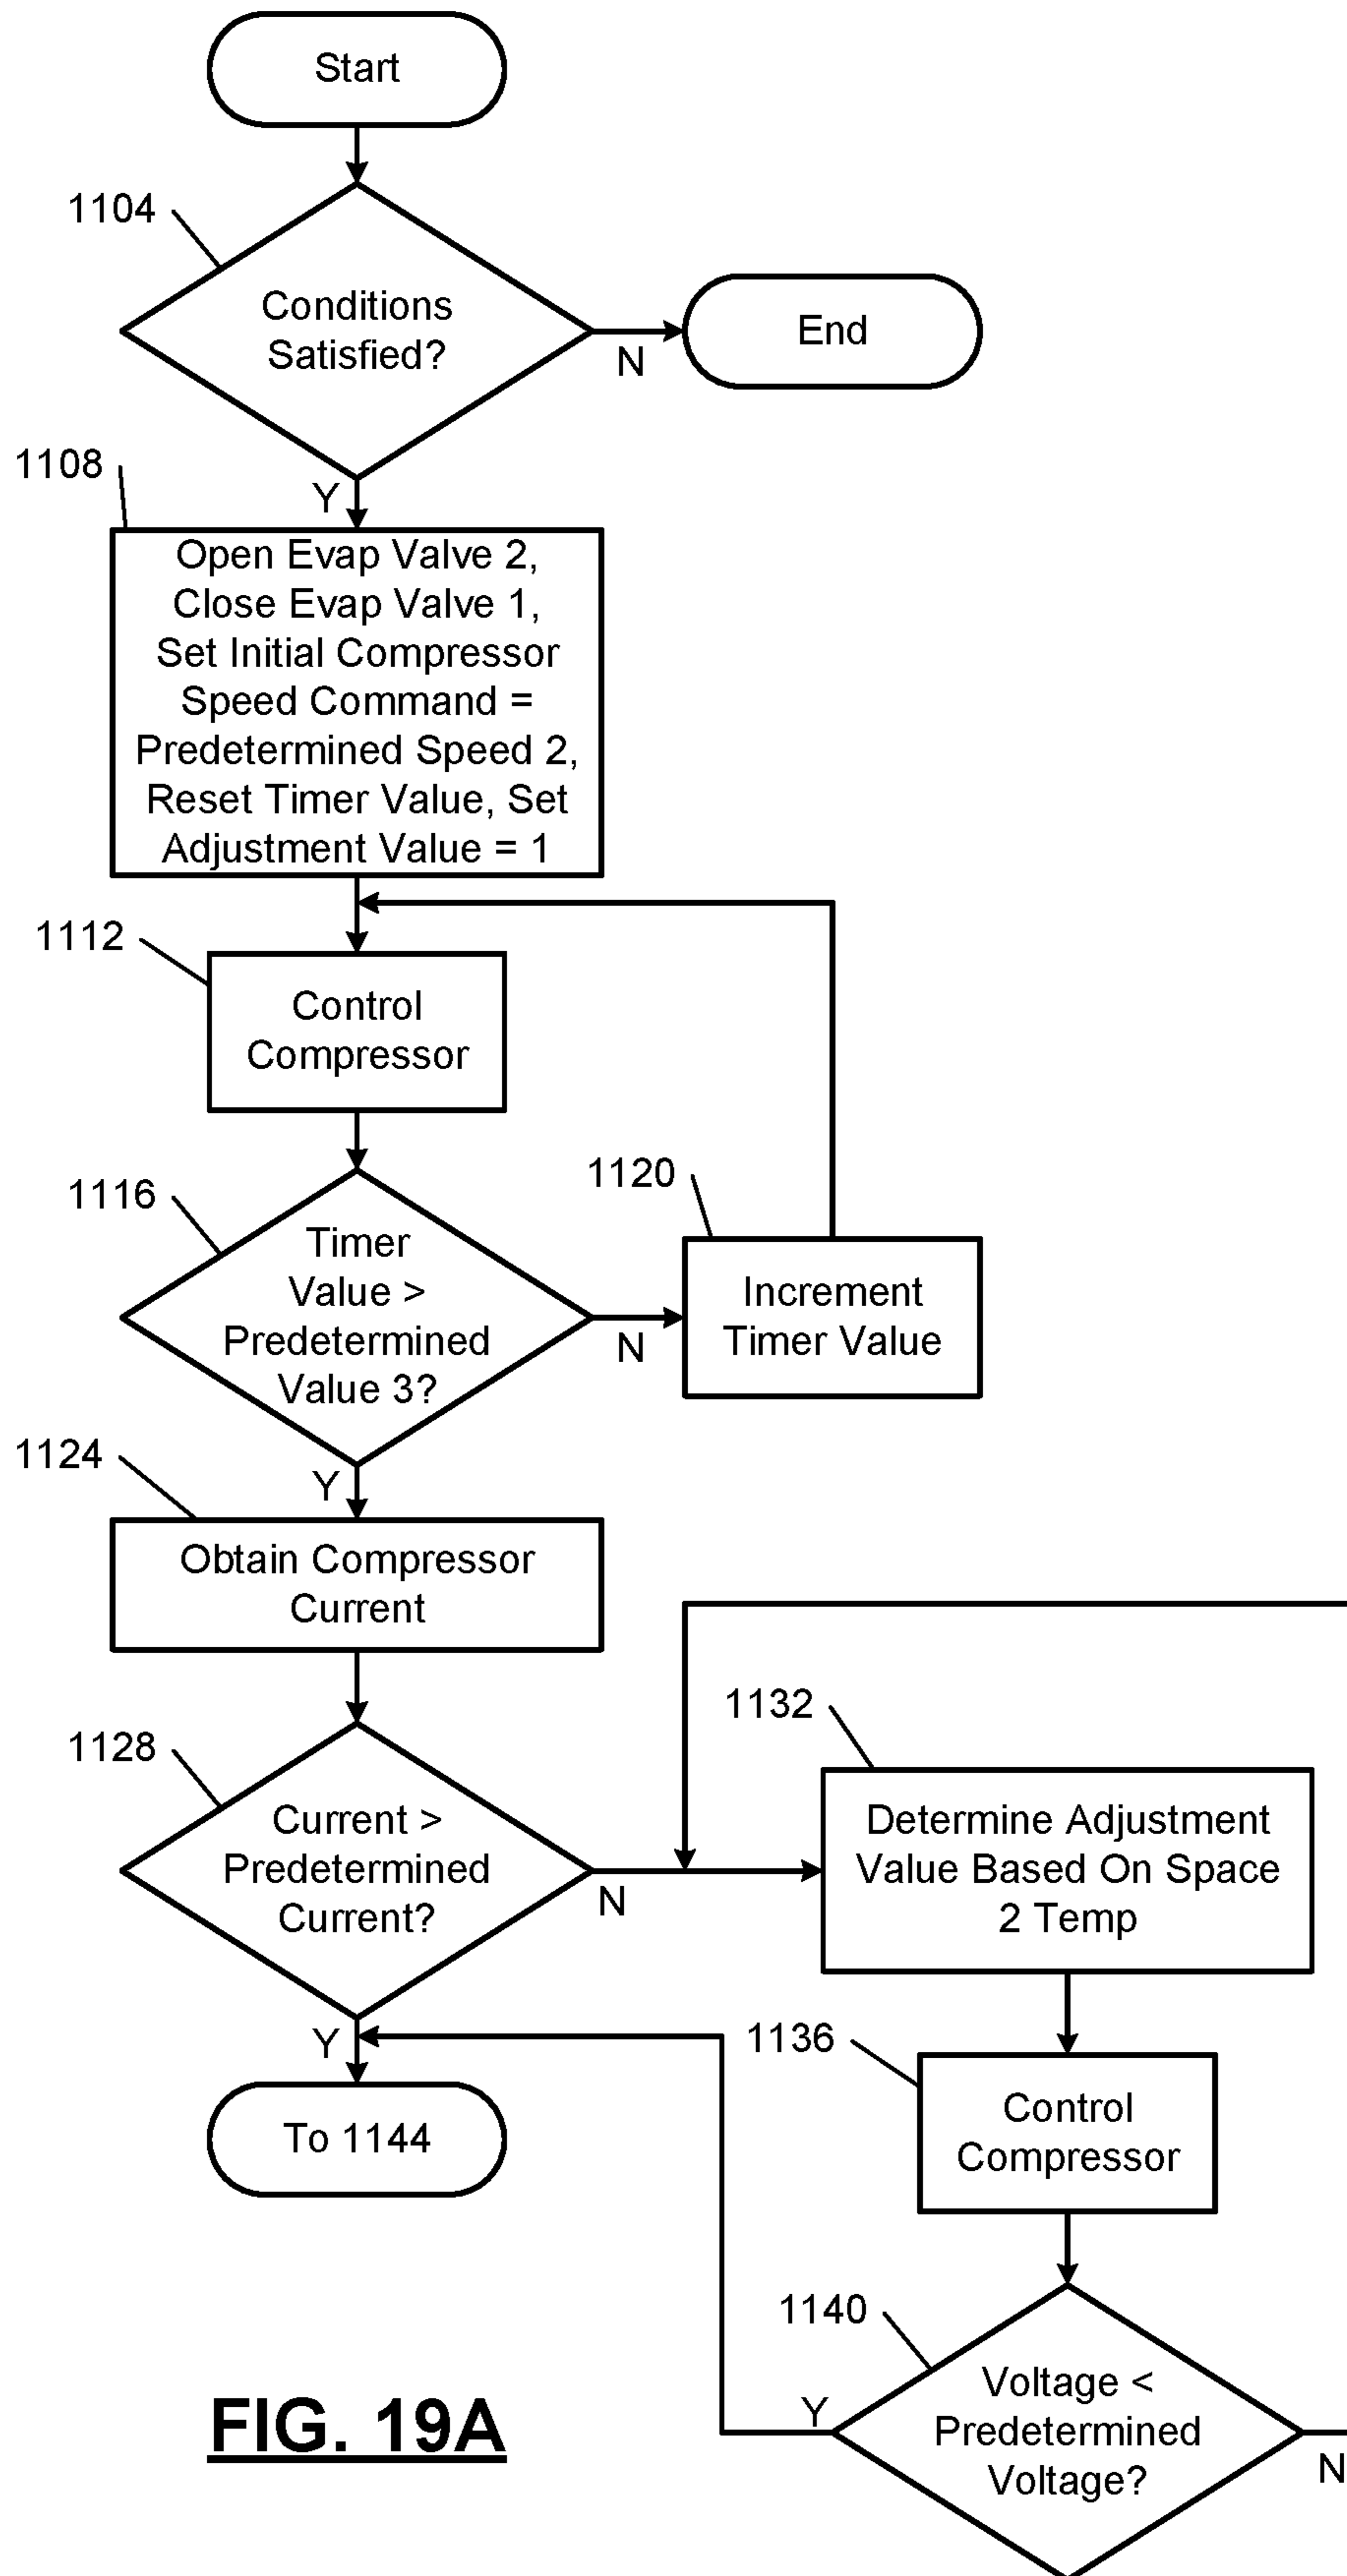 Start
1104
Conditions
Satisfied?
N
End
Y
1108
Open Evap Valve 2,
Close Evap Valve 1,
Set Initial Compressor
Speed Command =
Predetermined Speed 2,
Reset Timer Value, Set
Adjustment Value = 1
1112
Control
Compressor
1116
Timer
Value >
Predetermined
Value 3?
N
1120
Increment
Timer Value
Y
1124
Obtain Compressor
Current
1128
Current >
Predetermined
Current?
N
1132
Determine Adjustment
Value Based On Space
2 Temp
Y
To 1144
1136
Control
Compressor
1140
Voltage <
Predetermined
Voltage?
Y
N
FIG. 19A